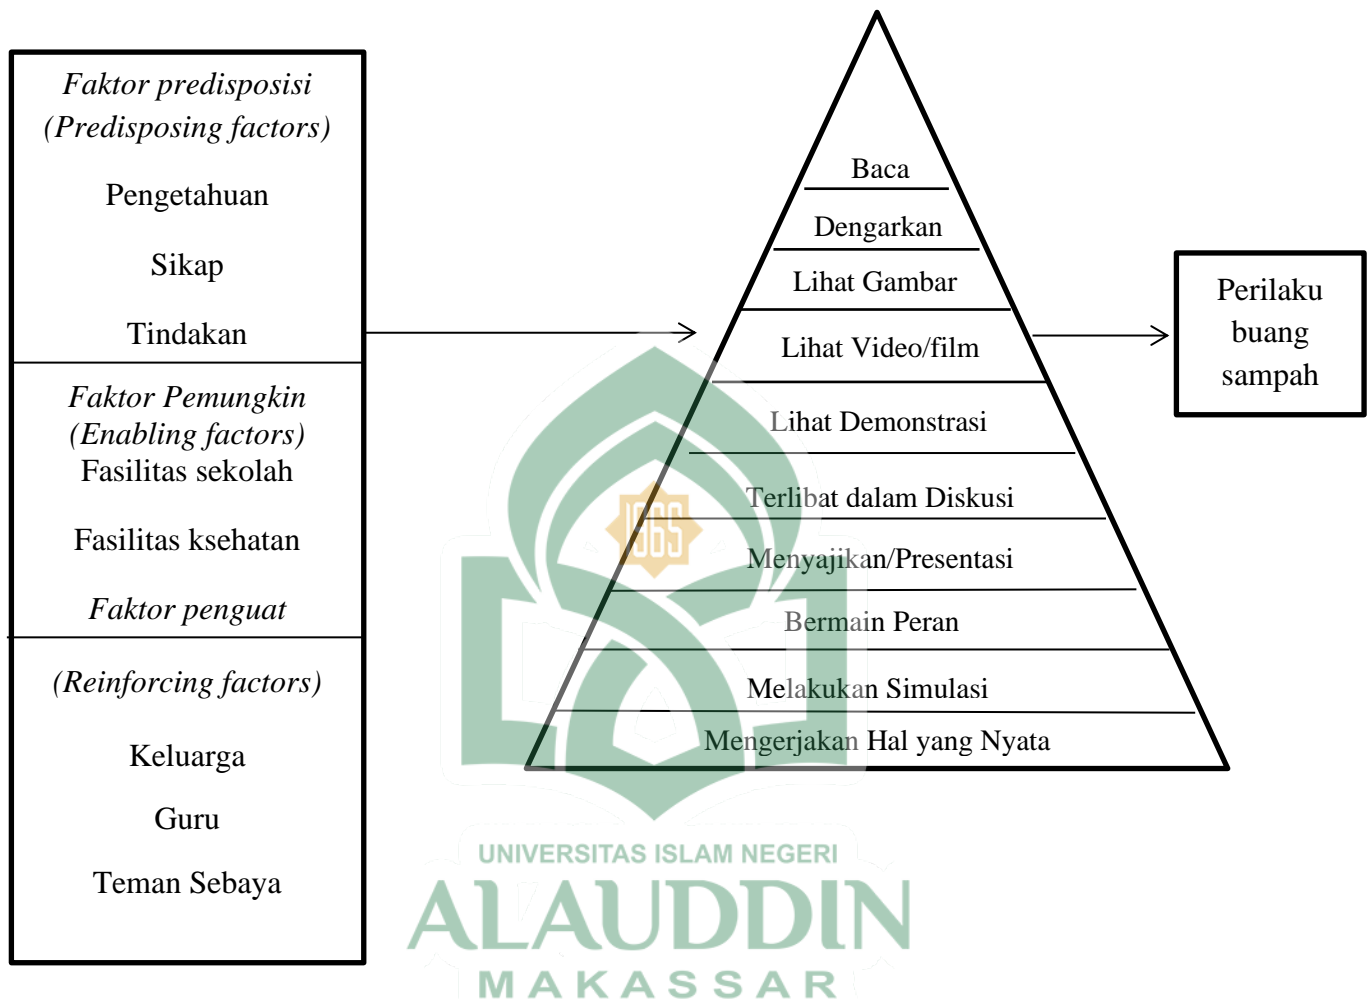 Faktor predisposisi
(Predisposing factors)
Pengetahuan
Sikap
Tindakan
Faktor Pemungkin
(Enabling factors)
Fasilitas sekolah
Fasilitas ksehatan
Faktor penguat
(Reinforcing factors)
Keluarga
Guru
Teman Sebaya
Baca
Dengarkan
Lihat Gambar
Lihat Video/film
Lihat Demonstrasi
Terlibat dalam Diskusi
Menyajikan/Presentasi
Bermain Peran
Melakukan Simulasi
Mengerjakan Hal yang Nyata
Perilaku
buang
sampah
1965
UNIVERSITAS ISLAM NEGERI
ALAUDDIN
MAKASSAR